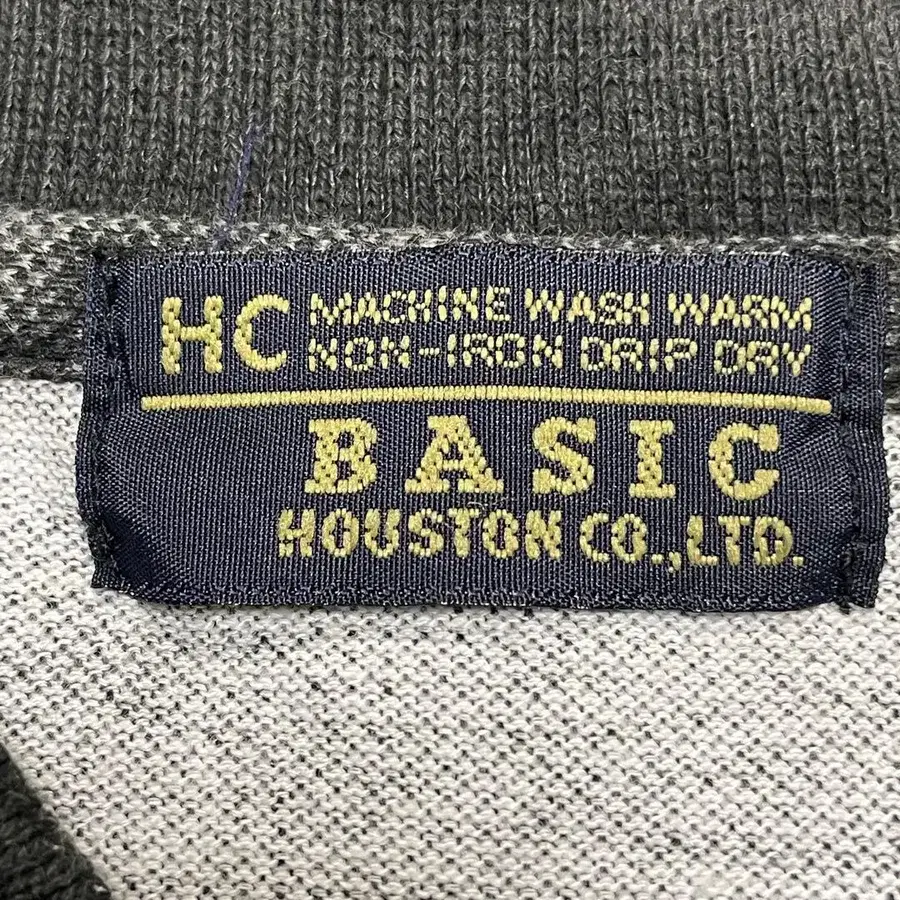 HC MACHINE WASH WARM
NON-IRON DRIP DRY
BASIC
HOUSTON CO.,LTD.